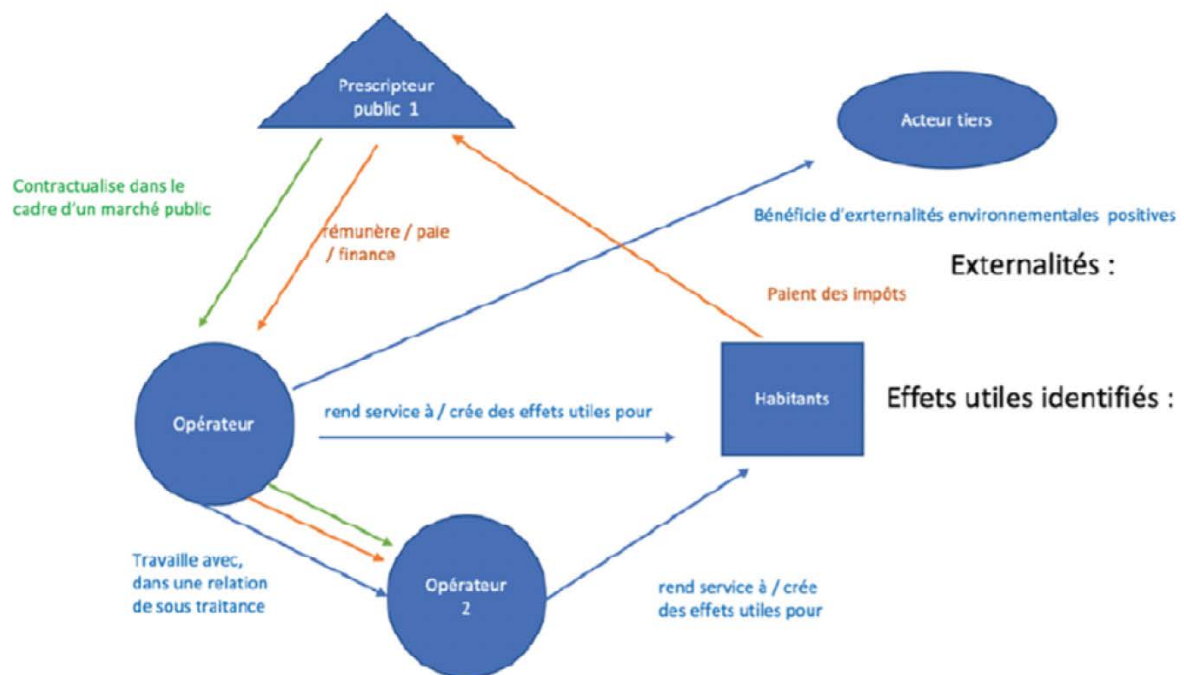 Prescripteur
public 1
Acteur tiers
Contractualise dans le
cadre d'un marché public
Bénéficie d'exrternalités environnementales positives
rémunère / paie
/ finance
Externalités :
Paient des impôts
Opérateur
rend service à / crée des effets utiles pour
Habitants
Effets utiles identifiés :
Travaille avec,
dans une relation
de sous traitance
Opérateur
2
rend service à / crée
des effets utiles pour